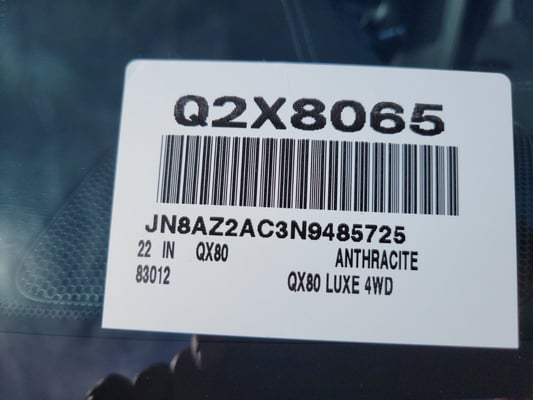 Q2X8065
JN8AZ2AC3N9485725
22 IN QX80 ANTHRACITE
83012 QX80 LUXE 4WD